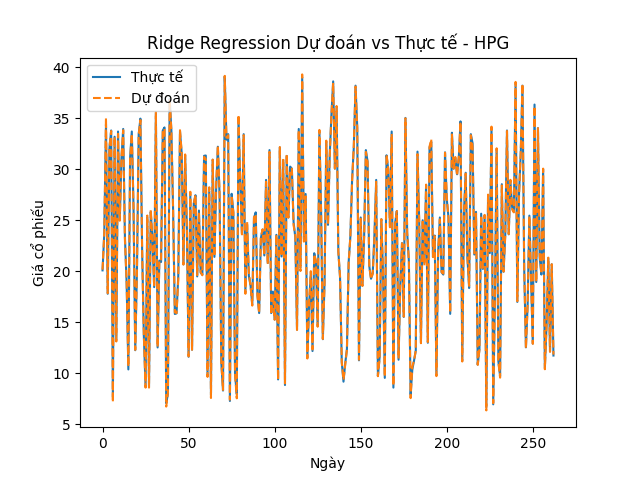 Ridge Regression Dự đoán vs Thực tế - HPG
Thực tế
Dự đoán
Giá cổ phiếu
40
35
30
25
20
15
10
5
0
50
100
150
200
250
Ngày